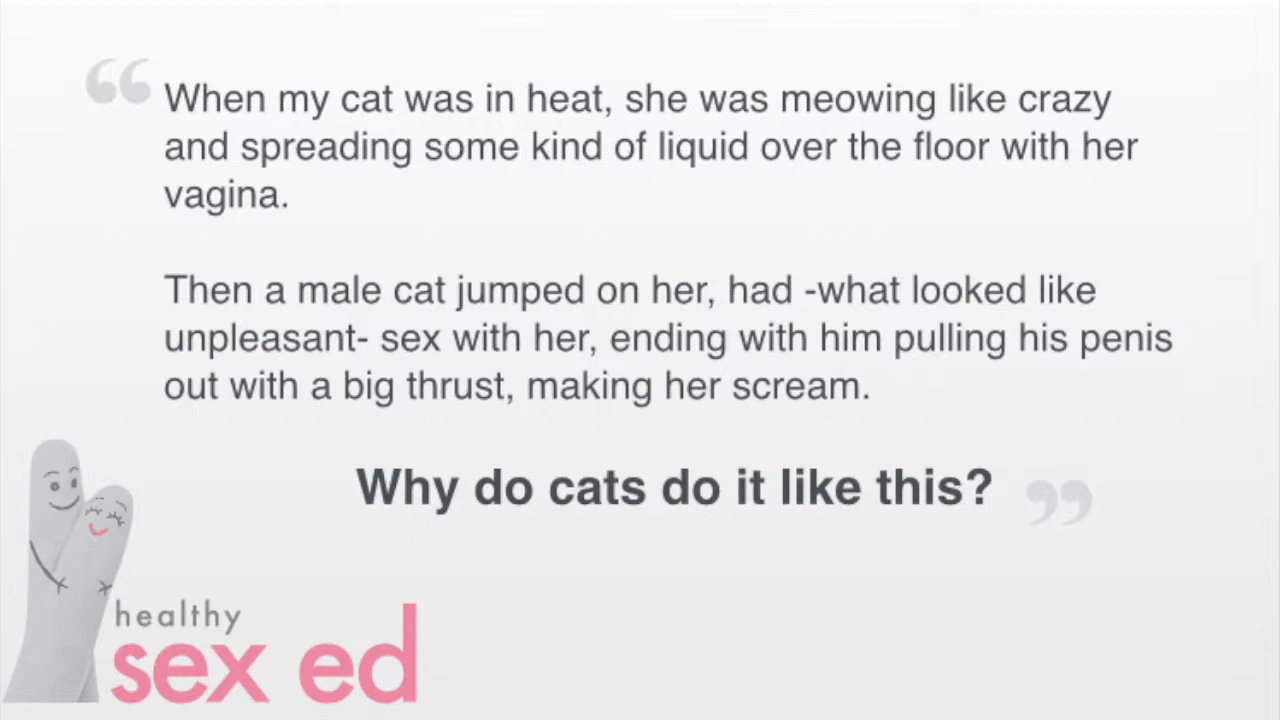 “ When my cat was in heat, she was meowing like crazy
and spreading some kind of liquid over the floor with her
vagina.
Then a male cat jumped on her, had -what looked like
unpleasant- sex with her, ending with him pulling his penis
out with a big thrust, making her scream.
Why do cats do it like this? ”
healthy
sex ed